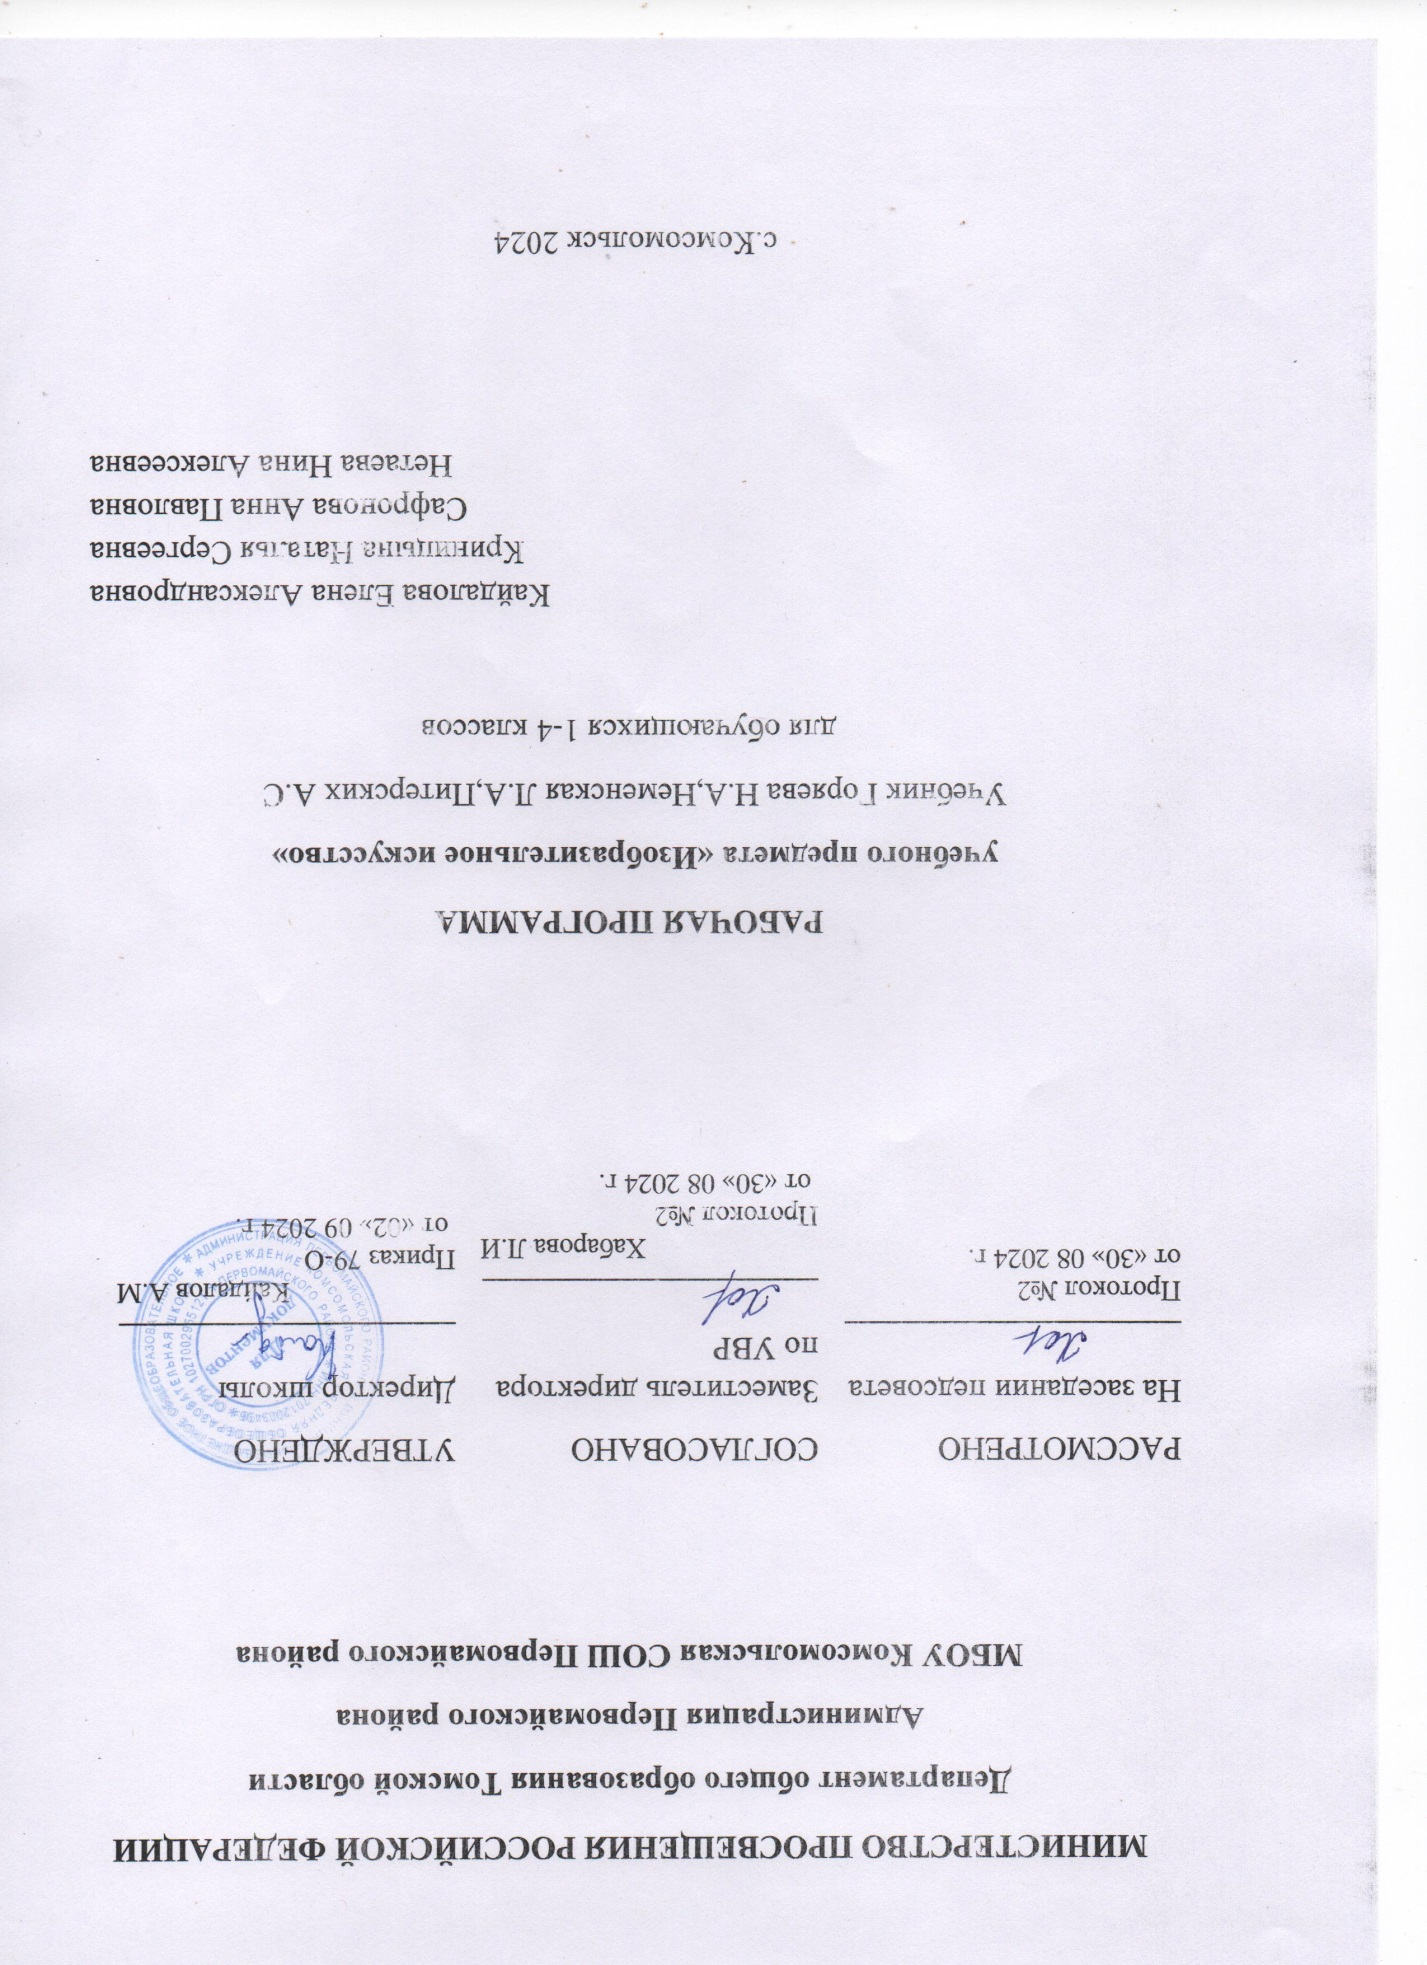 МИНИСТЕРСТВО ПРОСВЕЩЕНИЯ РОССИЙСКОЙ ФЕДЕРАЦИИ
Департамент общего образования Томской области
Администрация Первомайского района
МБОУ Комсомольская СОШ Первомайского района
РАССМОТРЕНО
На заседании педсовета
Протокол №2
от «30» 08 2024 г.
СОГЛАСОВАНО
Заместитель директора
по УВР
Хабарова Л.И
Протокол №2
от «30» 08 2024 г.
УТВЕРЖДЕНО
Директор школы
Кайдалов А.М
Приказ 79-О
от «02» 09 2024 г.
Для
документов
РАБОЧАЯ ПРОГРАММА
учебного предмета «Изобразительное искусство»
Учебник Горяева Н.А,Неменская Л.А,Питерских А.С
для обучающихся 1-4 классов
Кайдалова Елена Александровна
Криницына Наталья Сергеевна
Сафронова Анна Павловна
Нетаева Нина Алексеевна
с.Комсомольск 2024